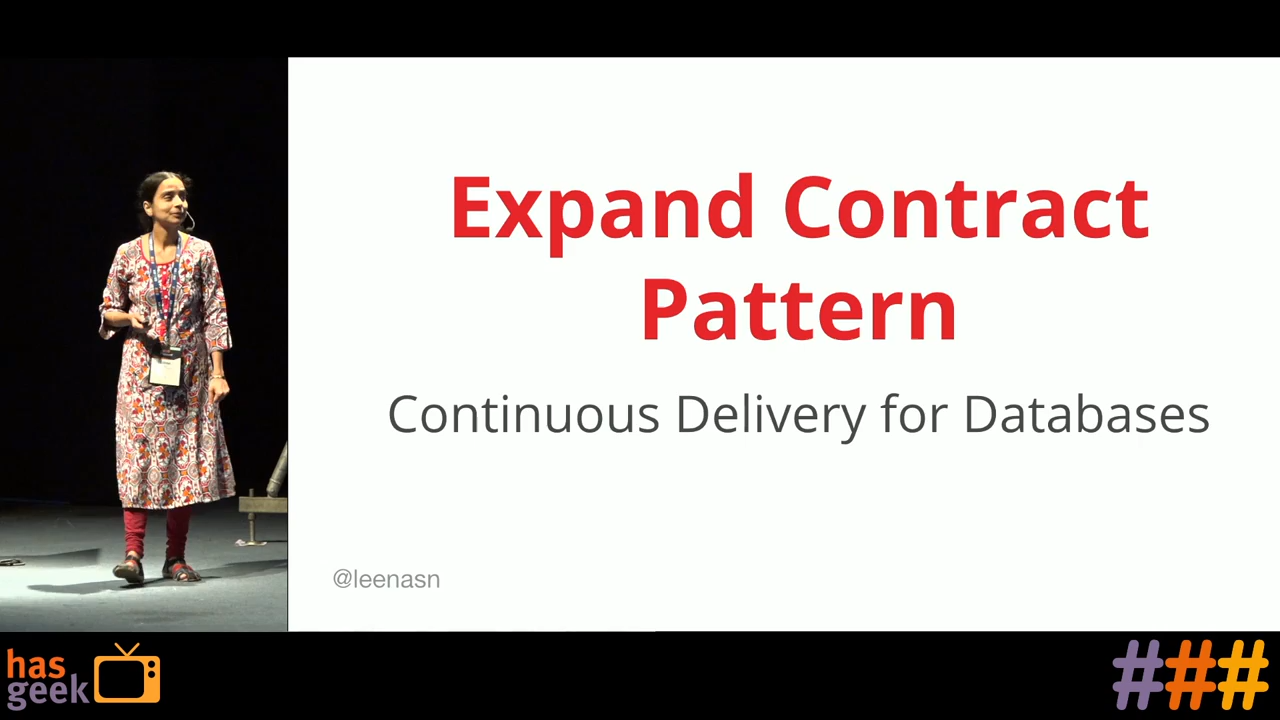 Expand Contract
Pattern
Continuous Delivery for Databases
@leenasn
has
geek
###